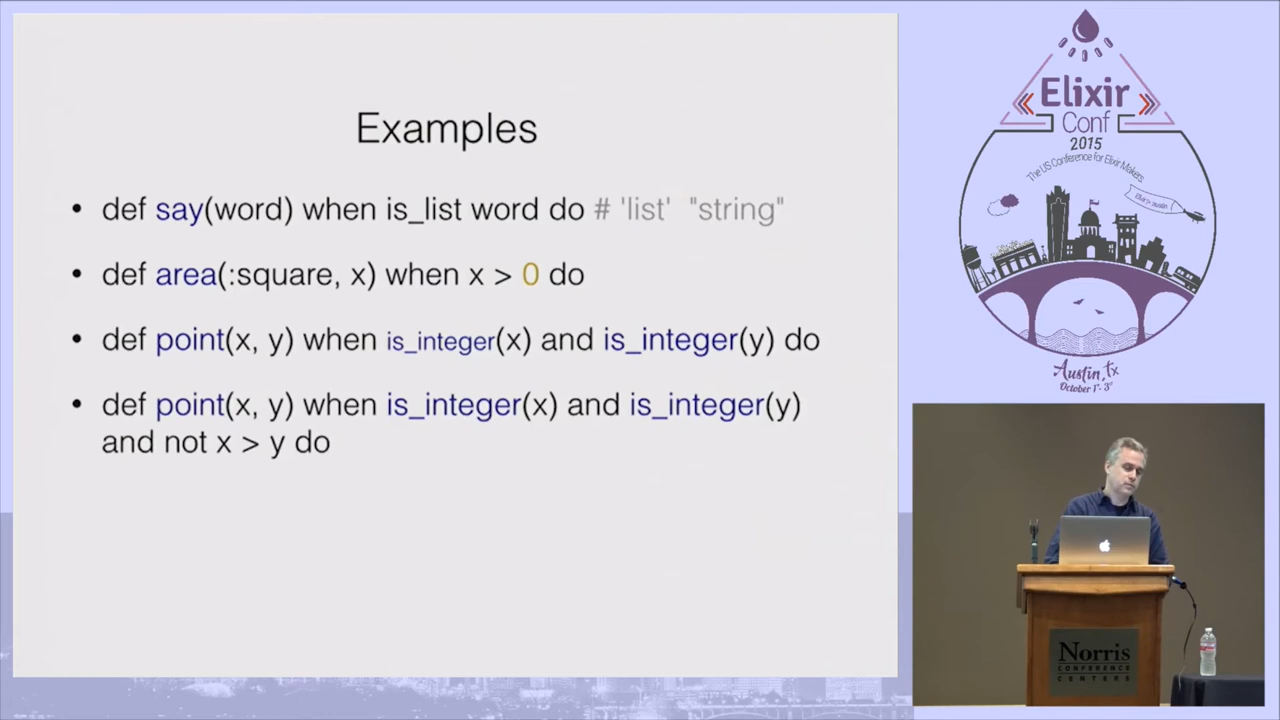 Examples
• def say(word) when is_list word do # 'list' "string"
• def area(:square, x) when x > 0 do
• def point(x, y) when is_integer(x) and is_integer(y) do
• def point(x, y) when is_integer(x) and is_integer(y)
and not x > y do
Elixir
Conf
2015
The US Conference for Elixir Makers
Austin, Tx
October 1st - 3rd
Norris
CONFERENCE
CENTERS